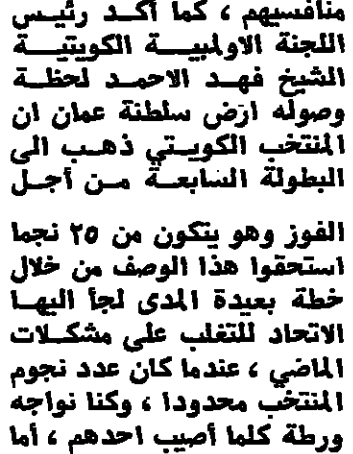 منافسيهم ، كما أكد رئيس
اللجنة الاولمبية الكويتية
الشيخ فهد الاحمد لحظة
وصوله ارض سلطنة عمان ان
المنتخب الكويتي ذهب الى
البطولة السابعة من أجل
الفوز وهو يتكون من ٢٥ نجما
استحقوا هذا الوصف من خلال
خطة بعيدة المدى لجأ اليها
الاتحاد للتغلب على مشكلات
الماضي ، عندما كان عدد نجوم
المنتخب محدودا ، وكنا نواجه
ورطة كلما أصيب احدهم ، أما